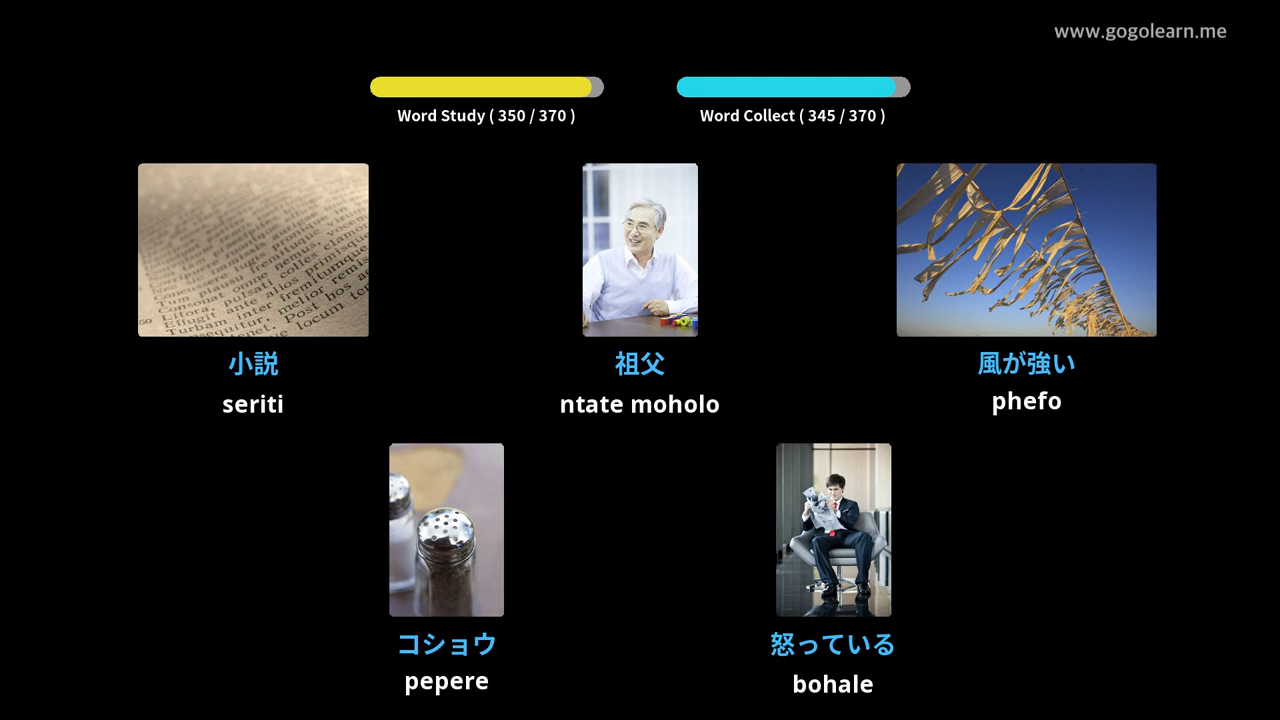 www.gogolearn.me
Word Study ( 350 / 370 )
Word Collect ( 345 / 370 )
小説
seriti
祖父
ntate moholo
風が強い
phefo
コショウ
pepere
怒っている
bohale